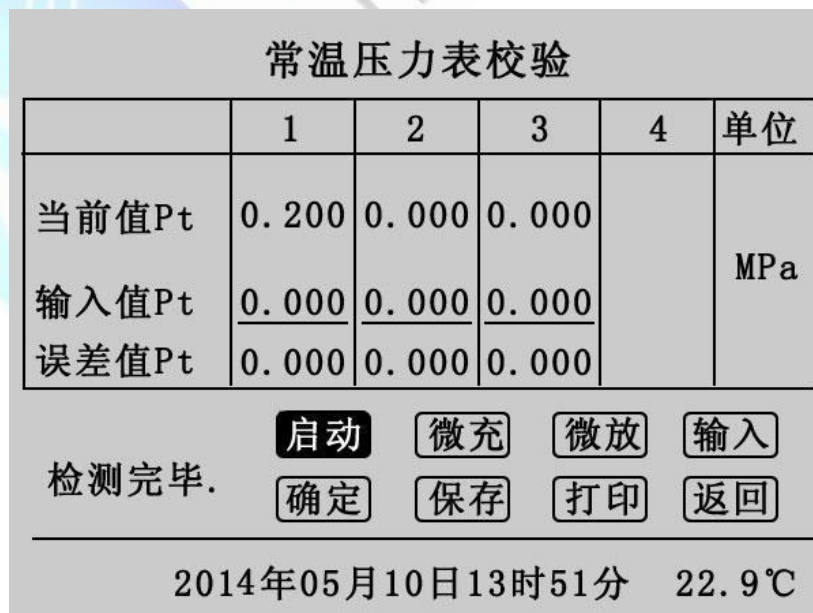 常温压力表校验
1 2 3 4 单位
当前值Pt 0.200 0.000 0.000
MPa
输入值Pt 0.000 0.000 0.000
误差值Pt 0.000 0.000 0.000
启动 微充 微放 输入
检测完毕.
确定 保存 打印 返回
2014年05月10日13时51分 22.9℃